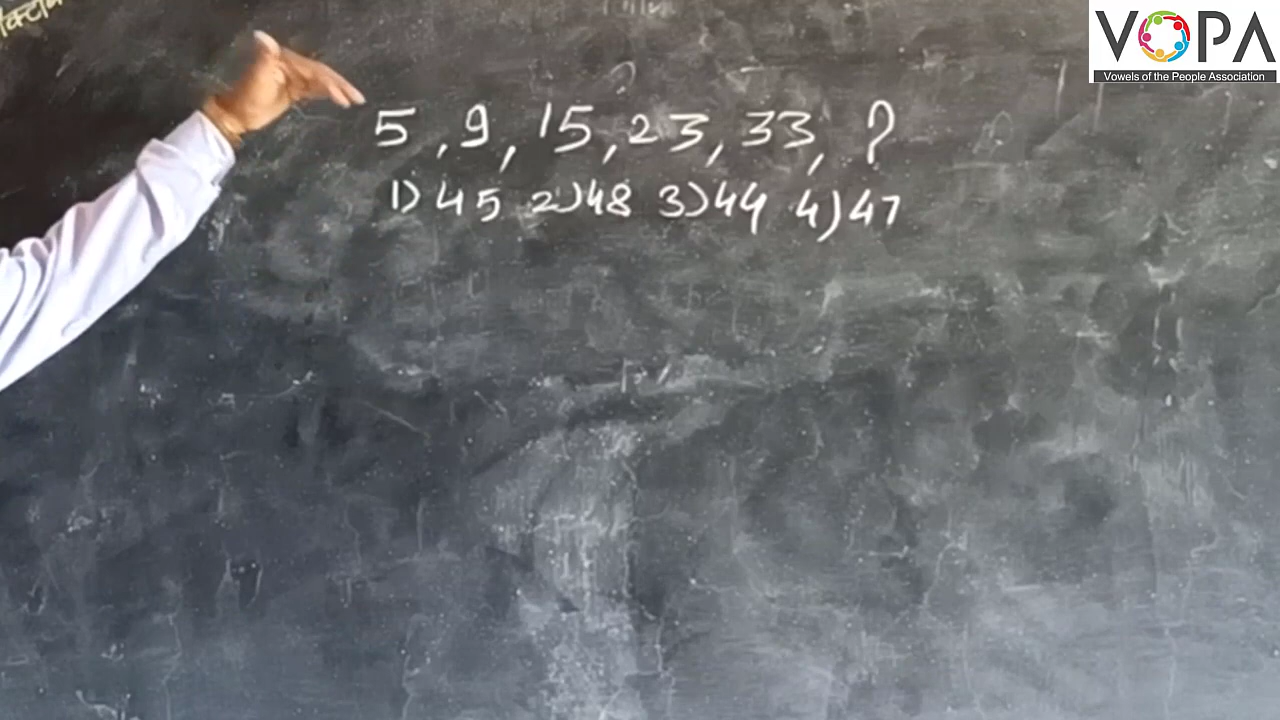 VOPA
Vowels of the People Association
5, 9, 15, 23, 33, ?
1) 45 2) 48 3) 44 4) 47